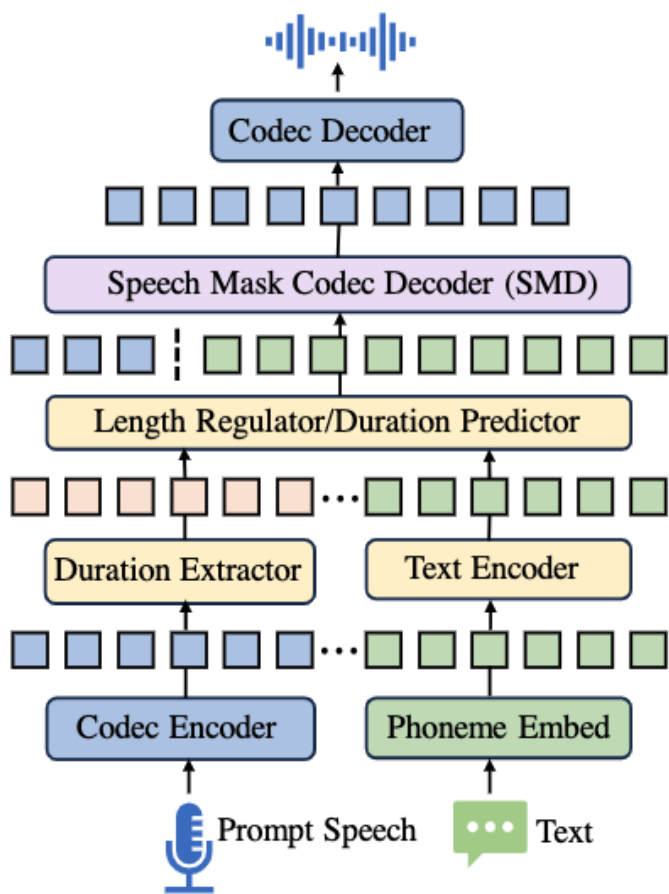 Codec Decoder
Speech Mask Codec Decoder (SMD)
Length Regulator/Duration Predictor
Duration Extractor
Text Encoder
Codec Encoder
Phoneme Embed
Prompt Speech
Text